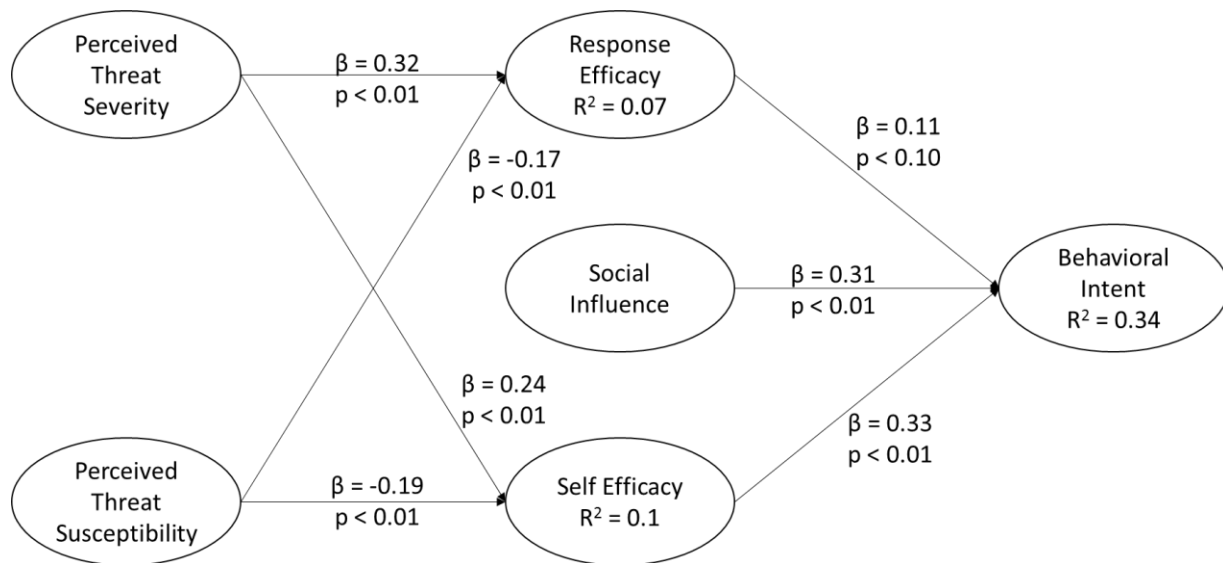 Perceived
Threat
Severity
β = 0.32
p < 0.01
Response
Efficacy
R² = 0.07
β = -0.17
p < 0.01
β = 0.11
p < 0.10
Social
Influence
β = 0.31
p < 0.01
Behavioral
Intent
R² = 0.34
β = 0.24
p < 0.01
β = 0.33
p < 0.01
Perceived
Threat
Susceptibility
β = -0.19
p < 0.01
Self Efficacy
R² = 0.1